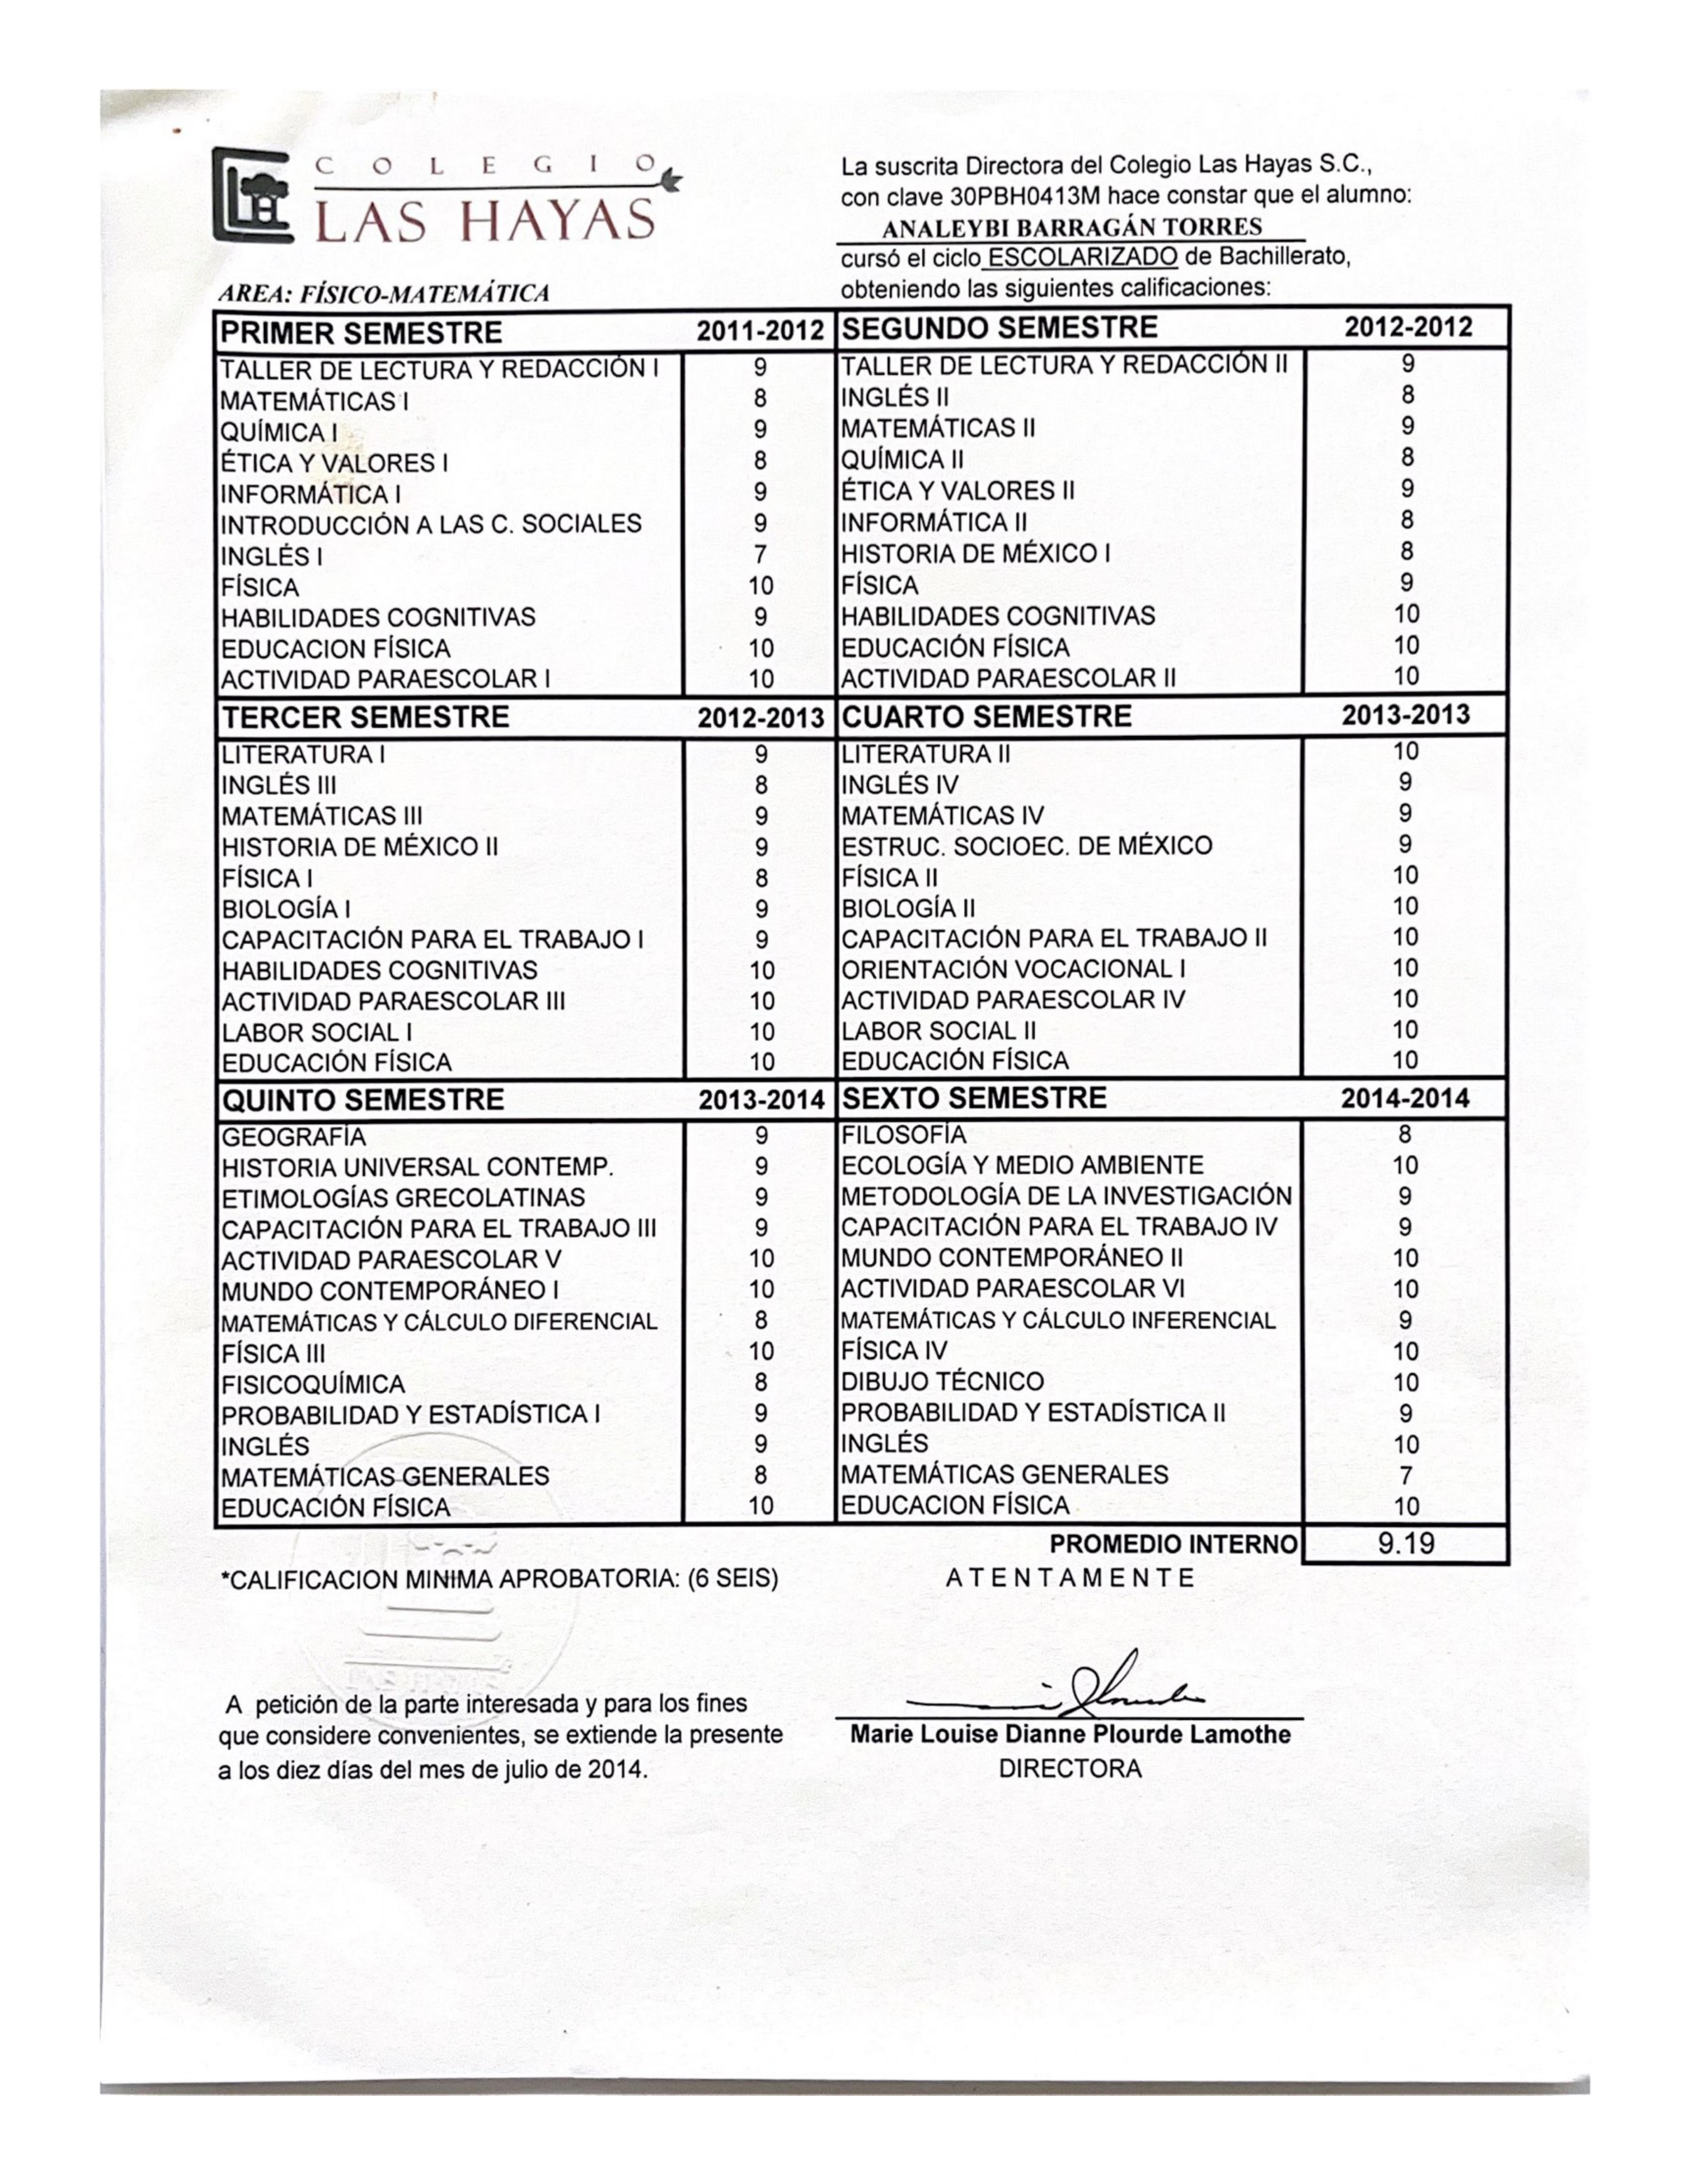 COLEGIO
LAS HAYAS
La suscrita Directora del Colegio Las Hayas S.C.,
con clave 30PBH0413M hace constar que el alumno:
ANALEYBI BARRAGÁN TORRES
cursó el ciclo ESCOLARIZADO de Bachillerato,
obteniendo las siguientes calificaciones:
AREA: FÍSICO-MATEMÁTICA
PRIMER SEMESTRE 2011-2012
TALLER DE LECTURA Y REDACCIÓN I 9
MATEMÁTICAS I 8
QUÍMICA I 9
ÉTICA Y VALORES I 8
INFORMÁTICA I 9
INTRODUCCIÓN A LAS C. SOCIALES 9
INGLÉS I 7
FÍSICA 10
HABILIDADES COGNITIVAS 9
EDUCACION FÍSICA 10
ACTIVIDAD PARAESCOLAR I 10
SEGUNDO SEMESTRE 2012-2012
TALLER DE LECTURA Y REDACCIÓN II 9
INGLÉS II 8
MATEMÁTICAS II 9
QUÍMICA II 8
ÉTICA Y VALORES II 9
INFORMÁTICA II 8
HISTORIA DE MÉXICO I 8
FÍSICA 9
HABILIDADES COGNITIVAS 10
EDUCACIÓN FÍSICA 10
ACTIVIDAD PARAESCOLAR II 10
TERCER SEMESTRE 2012-2013
LITERATURA I 9
INGLÉS III 8
MATEMÁTICAS III 9
HISTORIA DE MÉXICO II 9
FÍSICA I 8
BIOLOGÍA I 9
CAPACITACIÓN PARA EL TRABAJO I 9
HABILIDADES COGNITIVAS 10
ACTIVIDAD PARAESCOLAR III 10
LABOR SOCIAL I 10
EDUCACIÓN FÍSICA 10
CUARTO SEMESTRE 2013-2013
LITERATURA II 10
INGLÉS IV 9
MATEMÁTICAS IV 9
ESTRUC. SOCIOEC. DE MÉXICO 9
FÍSICA II 10
BIOLOGÍA II 10
CAPACITACIÓN PARA EL TRABAJO II 10
ORIENTACIÓN VOCACIONAL I 10
ACTIVIDAD PARAESCOLAR IV 10
LABOR SOCIAL II 10
EDUCACIÓN FÍSICA 10
QUINTO SEMESTRE 2013-2014
GEOGRAFÍA 9
HISTORIA UNIVERSAL CONTEMP. 9
ETIMOLOGÍAS GRECOLATINAS 9
CAPACITACIÓN PARA EL TRABAJO III 9
ACTIVIDAD PARAESCOLAR V 10
MUNDO CONTEMPORÁNEO I 10
MATEMÁTICAS Y CÁLCULO DIFERENCIAL 8
FÍSICA III 10
FISICOQUÍMICA 8
PROBABILIDAD Y ESTADÍSTICA I 9
INGLÉS 9
MATEMÁTICAS GENERALES 8
EDUCACIÓN FÍSICA 10
SEXTO SEMESTRE 2014-2014
FILOSOFÍA 8
ECOLOGÍA Y MEDIO AMBIENTE 10
METODOLOGÍA DE LA INVESTIGACIÓN 9
CAPACITACIÓN PARA EL TRABAJO IV 9
MUNDO CONTEMPORÁNEO II 10
ACTIVIDAD PARAESCOLAR VI 10
MATEMÁTICAS Y CÁLCULO INFERENCIAL 9
FÍSICA IV 10
DIBUJO TÉCNICO 10
PROBABILIDAD Y ESTADÍSTICA II 9
INGLÉS 10
MATEMÁTICAS GENERALES 7
EDUCACION FÍSICA 10
PROMEDIO INTERNO 9.19
*CALIFICACION MINIMA APROBATORIA: (6 SEIS)
ATENTAMENTE
A petición de la parte interesada y para los fines
que considere convenientes, se extiende la presente
a los diez días del mes de julio de 2014.
Marie Louise Dianne Plourde Lamothe
DIRECTORA